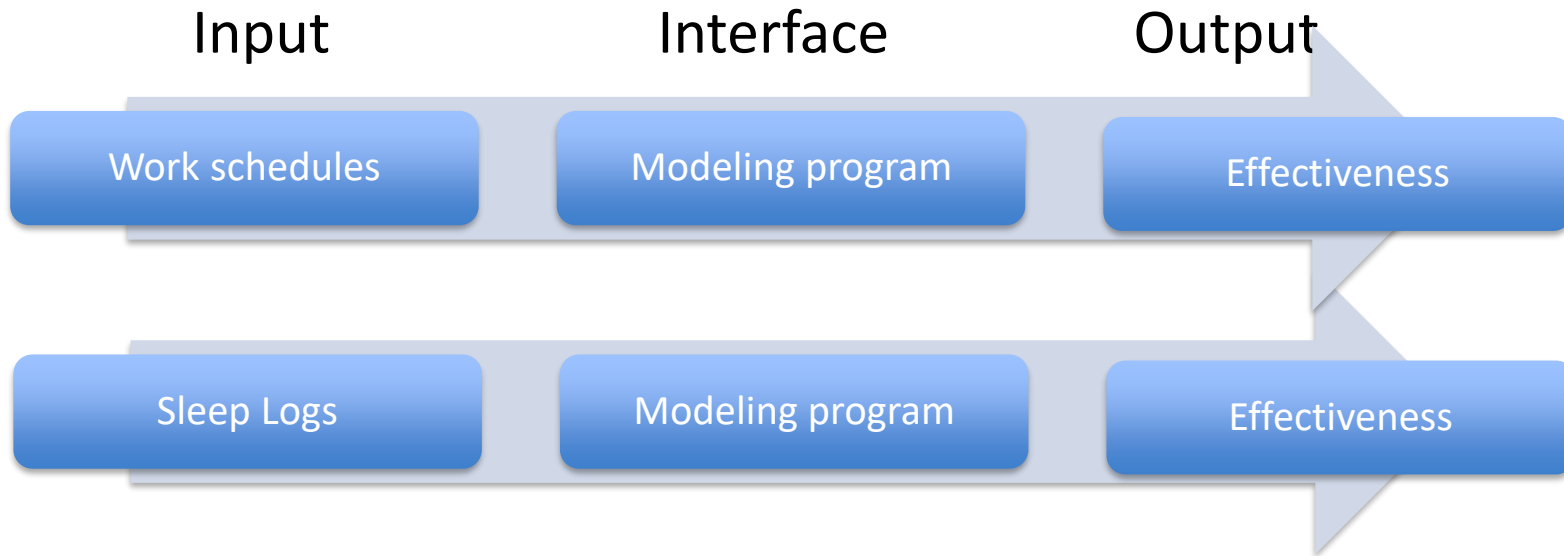 Input Interface Output
Work schedules Modeling program Effectiveness
Sleep Logs Modeling program Effectiveness